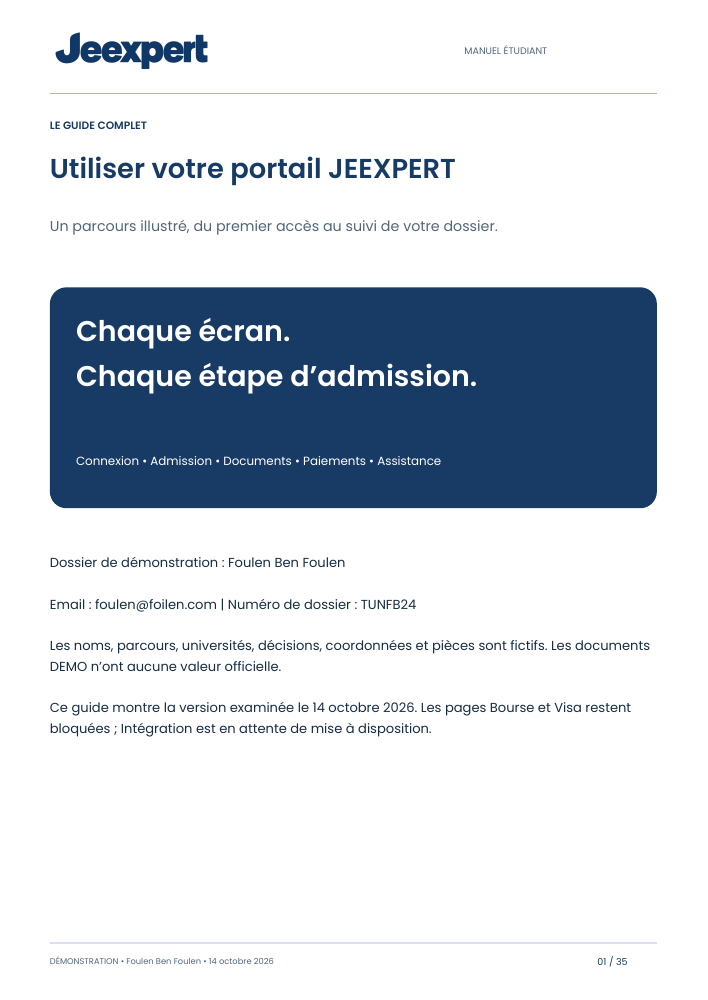 Jeexpert
MANUEL ÉTUDIANT
LE GUIDE COMPLET
Utiliser votre portail JEEXPERT
Un parcours illustré, du premier accès au suivi de votre dossier.
Chaque écran.
Chaque étape d’admission.
Connexion • Admission • Documents • Paiements • Assistance
Dossier de démonstration : Foulen Ben Foulen
Email : foulen@foilen.com | Numéro de dossier : TUNFB24
Les noms, parcours, universités, décisions, coordonnées et pièces sont fictifs. Les documents
DEMO n’ont aucune valeur officielle.
Ce guide montre la version examinée le 14 octobre 2026. Les pages Bourse et Visa restent
bloquées ; Intégration est en attente de mise à disposition.
DÉMONSTRATION • Foulen Ben Foulen • 14 octobre 2026
01 / 35